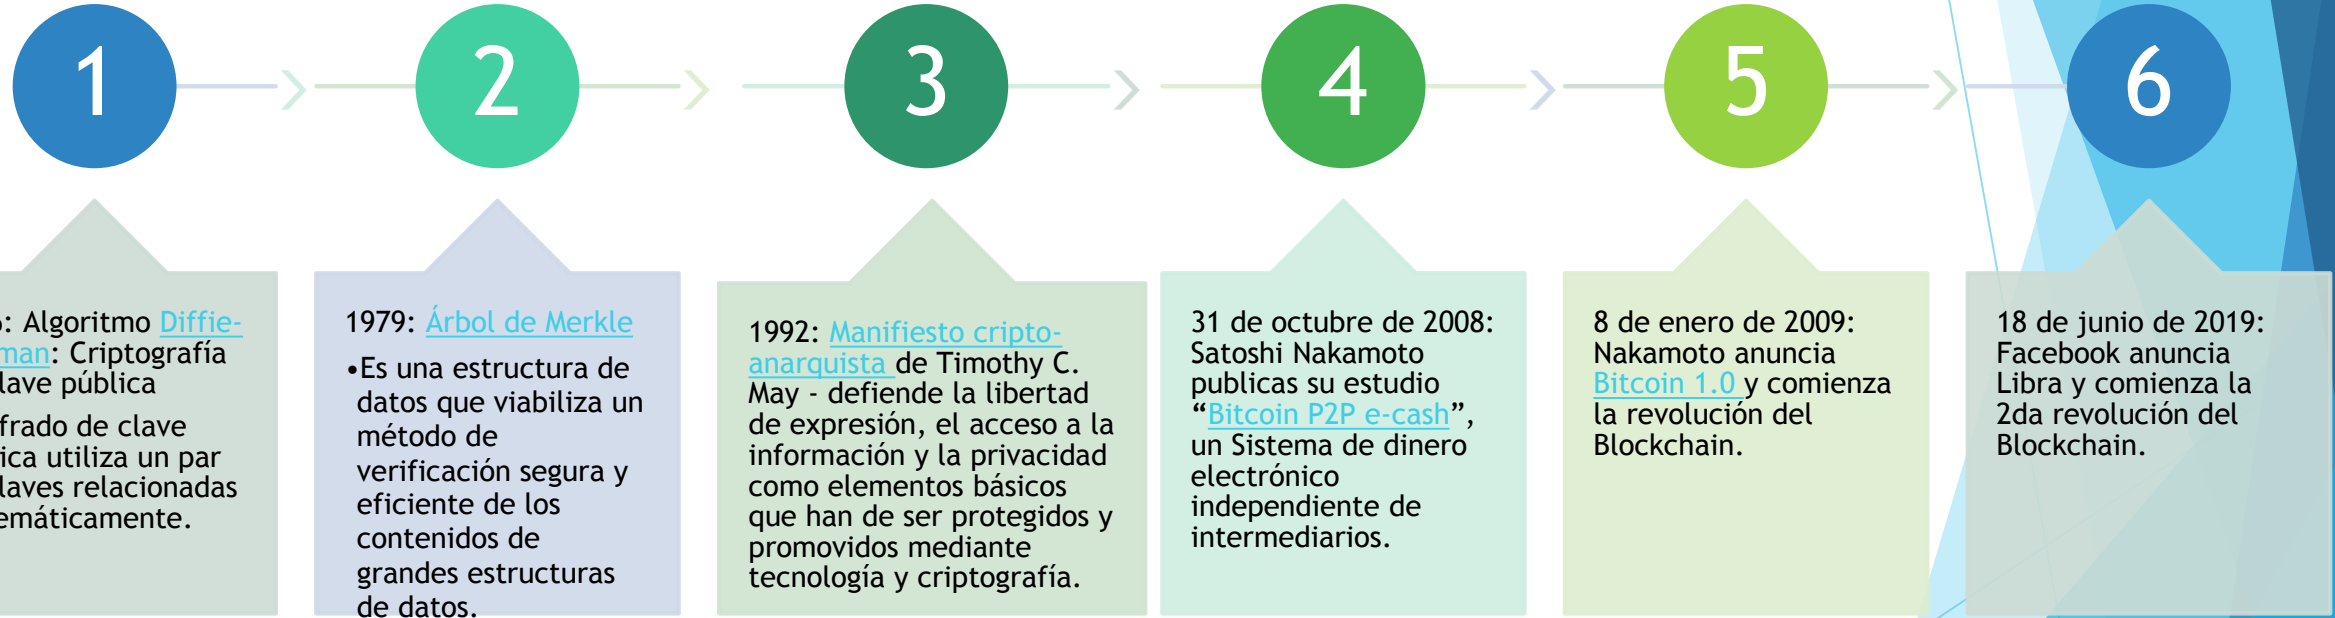 1
2
3
4
5
6
: Algoritmo Diffie-
man: Criptografía
lave pública
frado de clave
ica utiliza un par
laves relacionadas
emáticamente.
1979: Árbol de Merkle
•Es una estructura de
datos que viabiliza un
método de
verificación segura y
eficiente de los
contenidos de
grandes estructuras
de datos.
1992: Manifiesto cripto-
anarquista de Timothy C.
May - defiende la libertad
de expresión, el acceso a la
información y la privacidad
como elementos básicos
que han de ser protegidos y
promovidos mediante
tecnología y criptografía.
31 de octubre de 2008:
Satoshi Nakamoto
publicas su estudio
“Bitcoin P2P e-cash”,
un Sistema de dinero
electrónico
independiente de
intermediarios.
8 de enero de 2009:
Nakamoto anuncia
Bitcoin 1.0 y comienza
la revolución del
Blockchain.
18 de junio de 2019:
Facebook anuncia
Libra y comienza la
2da revolución del
Blockchain.